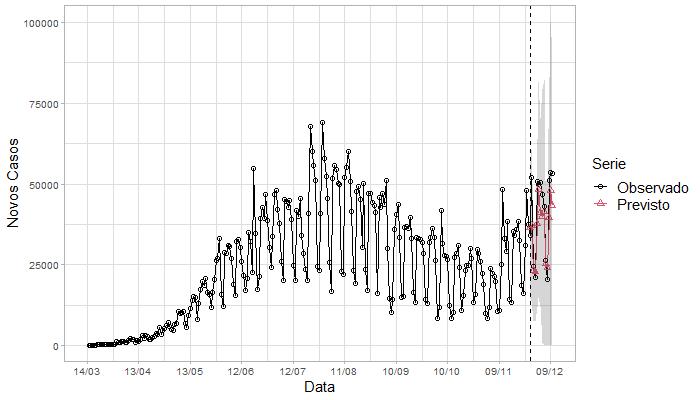 100000
75000
50000
25000
0
Novos Casos
14/03 13/04 13/05 12/06 12/07 11/08 10/09 10/10 09/11 09/12
Data
Serie
Observado
Previsto